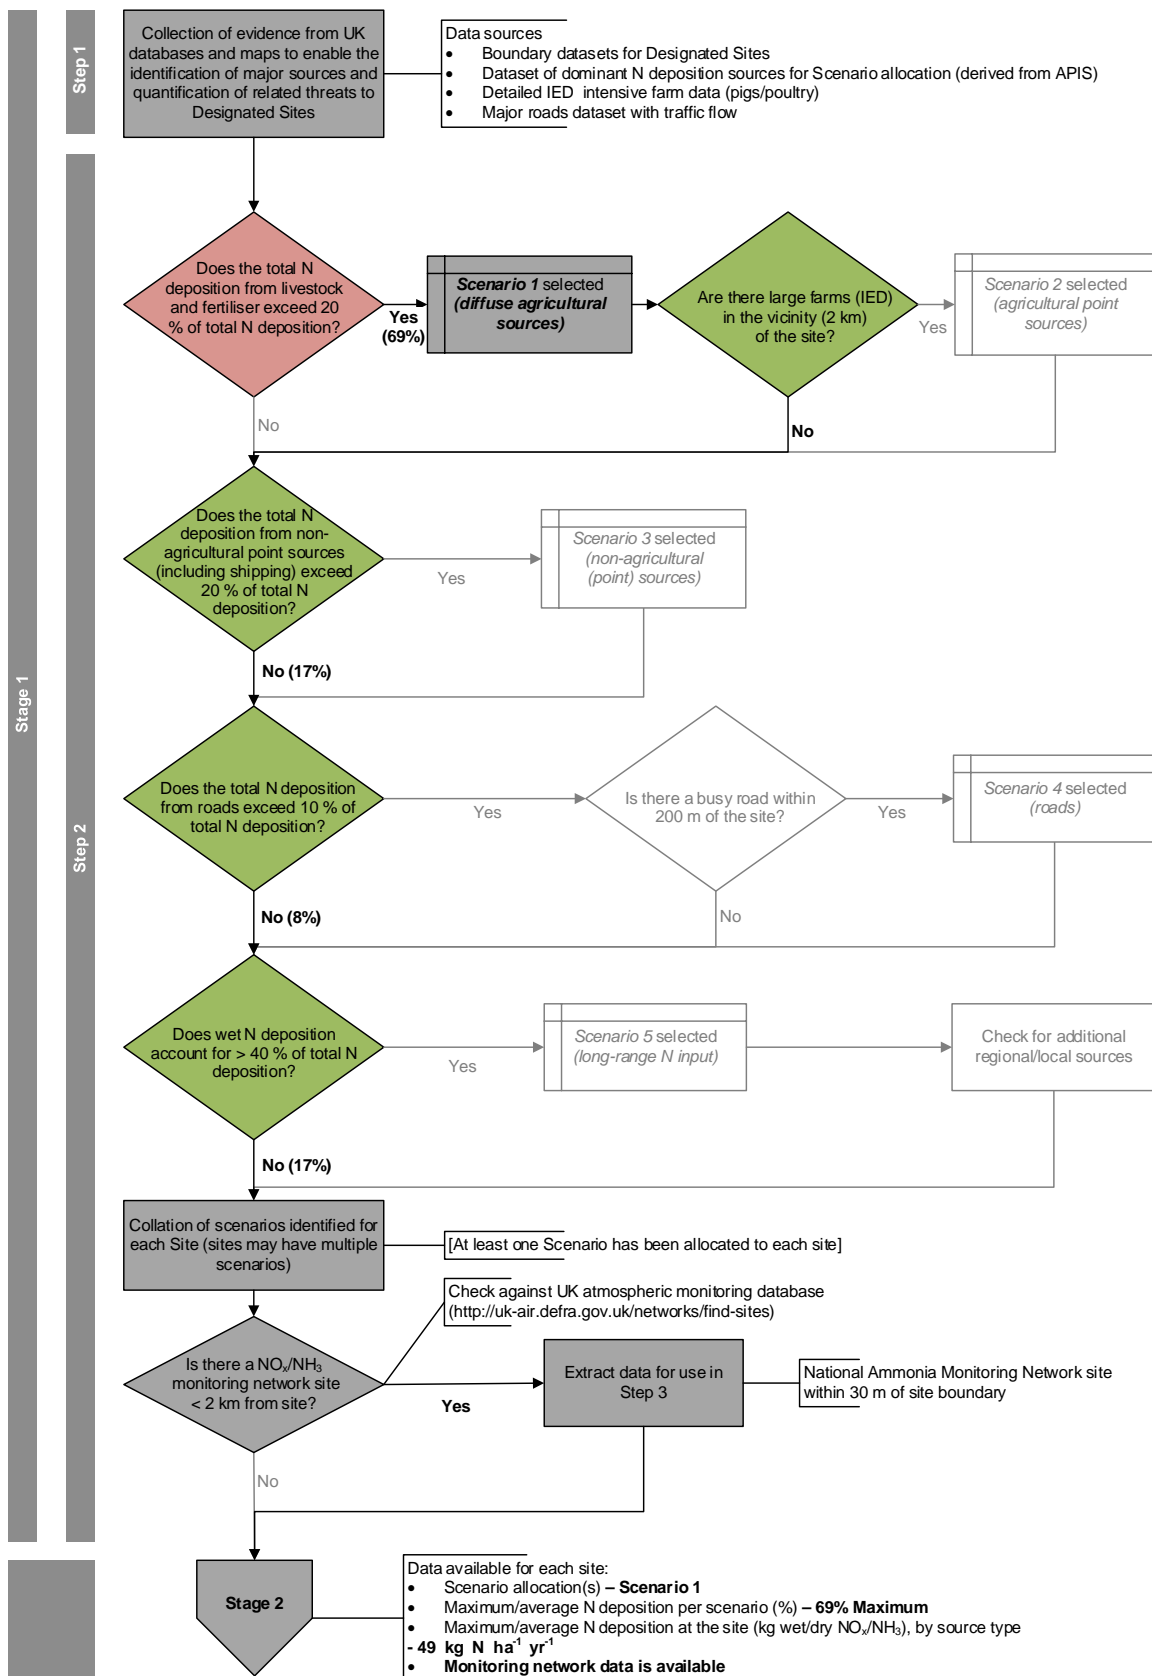 Stage 1
Step 1
Collection of evidence from UK
databases and maps to enable the
identification of major sources and
quantification of related threats to
Designated Sites
Data sources
• Boundary datasets for Designated Sites
• Dataset of dominant N deposition sources for Scenario allocation (derived from APIS)
• Detailed IED intensive farm data (pigs/poultry)
• Major roads dataset with traffic flow
Step 2
Does the total N
deposition from livestock
and fertiliser exceed 20
% of total N deposition?
Yes
(69%)
Scenario 1 selected
(diffuse agricultural
sources)
Are there large farms (IED)
in the vicinity (2 km)
of the site?
Yes
Scenario 2 selected
(agricultural point
sources)
No
No
Does the total N
deposition from non-
agricultural point sources
(including shipping) exceed
20 % of total N
deposition?
Yes
Scenario 3 selected
(non-agricultural
(point) sources)
No (17%)
Does the total N deposition
from roads exceed 10 % of
total N deposition?
Yes
Is there a busy road within
200 m of the site?
Yes
Scenario 4 selected
(roads)
No (8%)
No
Does wet N deposition
account for > 40 % of total N
deposition?
Yes
Scenario 5 selected
(long-range N input)
Check for additional
regional/local sources
No (17%)
Collation of scenarios identified for
each Site (sites may have multiple
scenarios)
[At least one Scenario has been allocated to each site]
Check against UK atmospheric monitoring database
(http://uk-air.defra.gov.uk/networks/find-sites)
Is there a NOₓ/NH₃
monitoring network site
< 2 km from site?
Yes
Extract data for use in
Step 3
National Ammonia Monitoring Network site
within 30 m of site boundary
No
Stage 2
Data available for each site:
• Scenario allocation(s) – Scenario 1
• Maximum/average N deposition per scenario (%) – 69% Maximum
• Maximum/average N deposition at the site (kg wet/dry NOₓ/NH₃), by source type
- 49 kg N ha⁻¹ yr⁻¹
• Monitoring network data is available